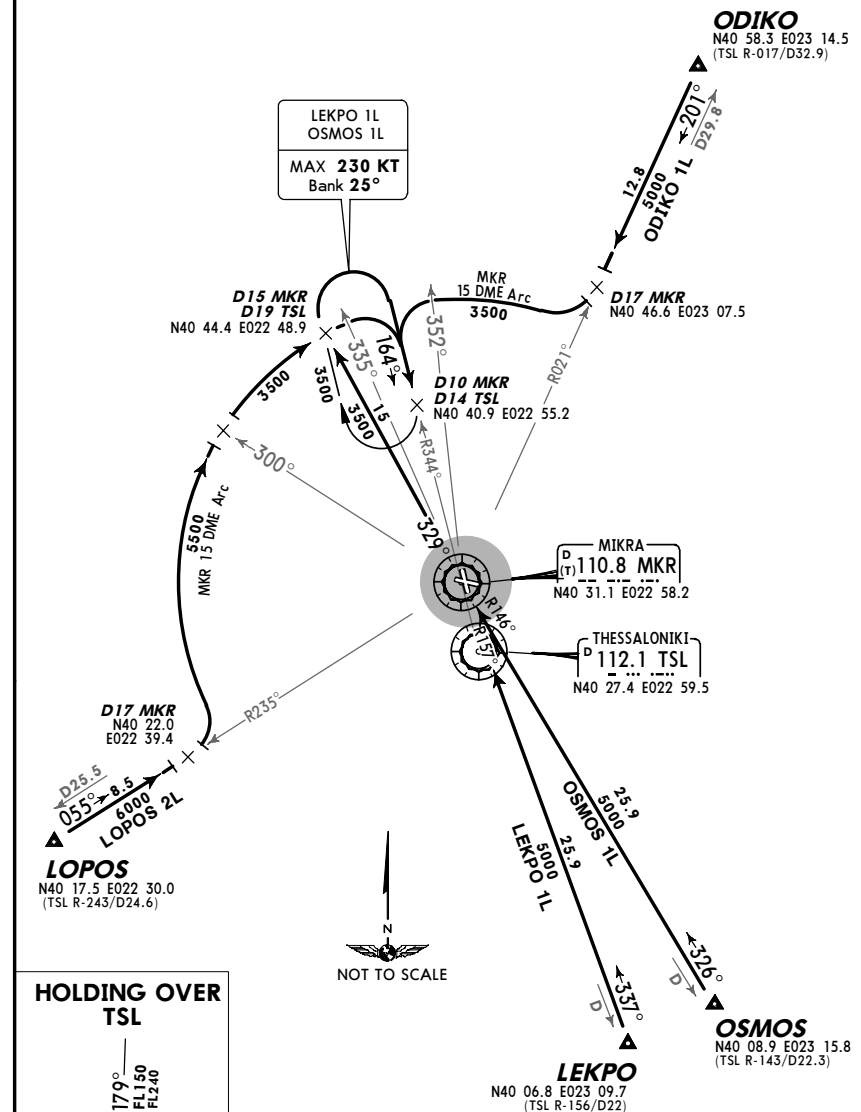 ODIKO
N40 58.3 E023 14.5
(TSL R-017/D32.9)
201°
D29.8
12.8
5000
ODIKO 1L
LEKPO 1L
OSMOS 1L
MAX 230 KT
Bank 25°
MKR
15 DME Arc
3500
D17 MKR
N40 46.6 E023 07.5
D15 MKR
D19 TSL
N40 44.4 E022 48.9
335°
164°
352°
R021°
3500
3500
3500
15
D10 MKR
D14 TSL
N40 40.9 E022 55.2
R344°
300°
5500
MKR 15 DME Arc
329°
MIKRA
D
(T)
110.8 MKR
N40 31.1 E022 58.2
R146°
R157°
THESSALONIKI
D
112.1 TSL
N40 27.4 E022 59.5
R235°
D17 MKR
N40 22.0
E022 39.4
D25.5
055°
8.5
6000
LOPOS 2L
LOPOS
N40 17.5 E022 30.0
(TSL R-243/D24.6)
25.9
5000
OSMOS 1L
25.9
5000
LEKPO 1L
N
NOT TO SCALE
D
337°
D
326°
OSMOS
N40 08.9 E023 15.8
(TSL R-143/D22.3)
LEKPO
N40 06.8 E023 09.7
(TSL R-156/D22)
HOLDING OVER
TSL
179°
FL150
FL240